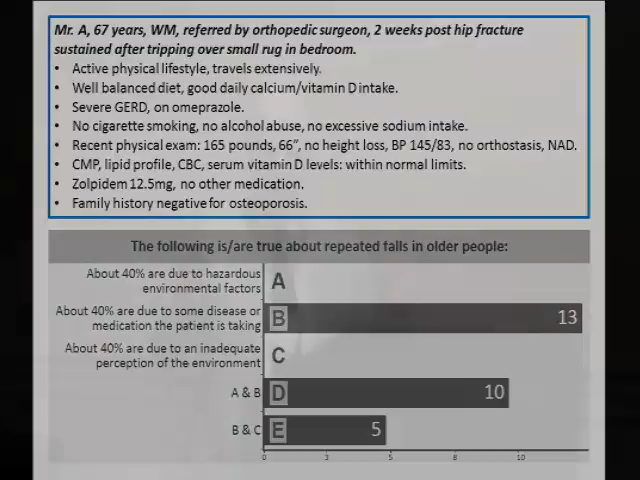 Mr. A, 67 years, WM, referred by orthopedic surgeon, 2 weeks post hip fracture
sustained after tripping over small rug in bedroom.
• Active physical lifestyle, travels extensively.
• Well balanced diet, good daily calcium/vitamin D intake.
• Severe GERD, on omeprazole.
• No cigarette smoking, no alcohol abuse, no excessive sodium intake.
• Recent physical exam: 165 pounds, 66”, no height loss, BP 145/83, no orthostasis, NAD.
• CMP, lipid profile, CBC, serum vitamin D levels: within normal limits.
• Zolpidem 12.5mg, no other medication.
• Family history negative for osteoporosis.
The following is/are true about repeated falls in older people:
About 40% are due to hazardous
environmental factors
A
About 40% are due to some disease or
medication the patient is taking
B 13
About 40% are due to an inadequate
perception of the environment
C
A & B D 10
B & C E 5
0 3 5 8 10